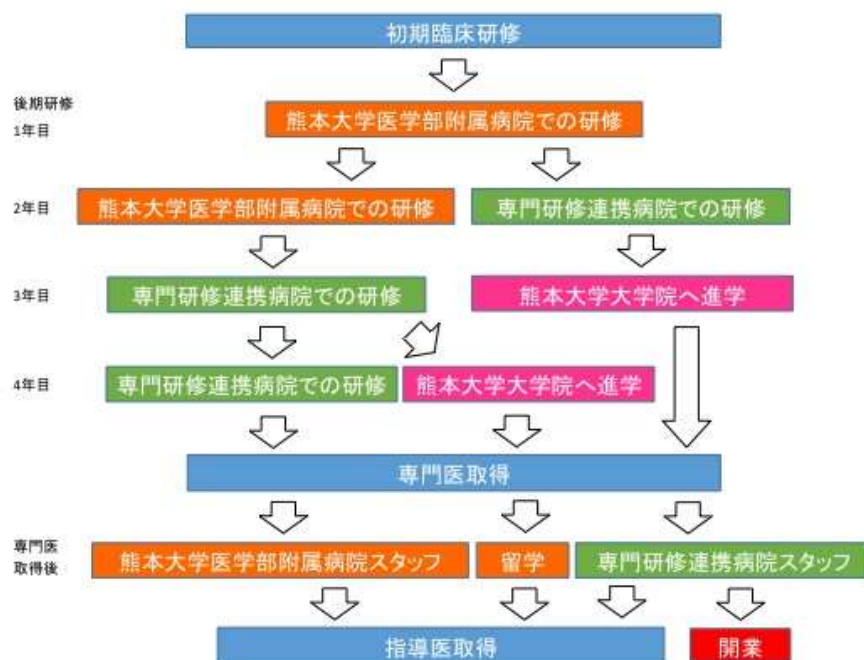 初期臨床研修
後期研修
1年目
熊本大学医学部附属病院での研修
2年目
熊本大学医学部附属病院での研修
専門研修連携病院での研修
3年目
専門研修連携病院での研修
熊本大学大学院へ進学
4年目
専門研修連携病院での研修
熊本大学大学院へ進学
専門医取得
専門医
取得後
熊本大学医学部附属病院スタッフ
留学
専門研修連携病院スタッフ
指導医取得
開業